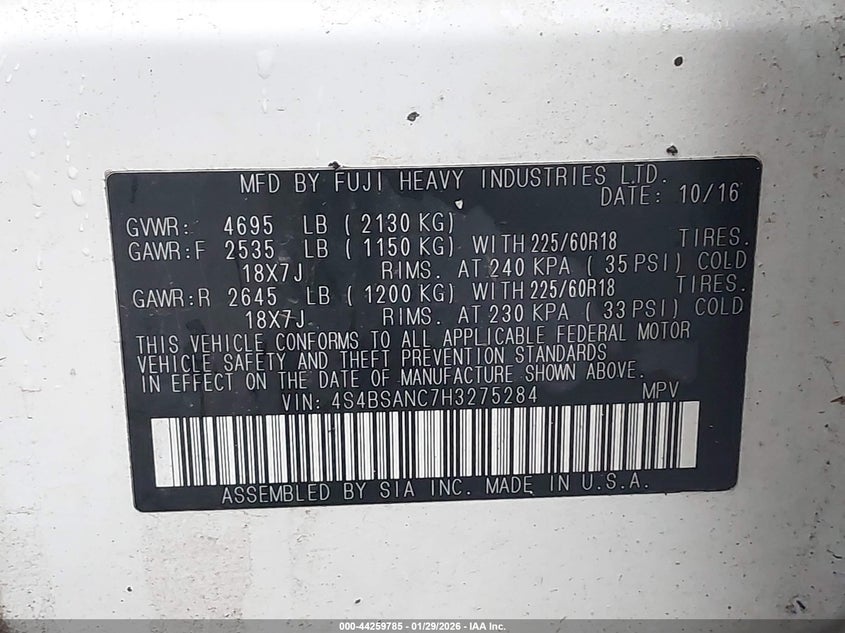 MFD BY FUJI HEAVY INDUSTRIES LTD.
DATE: 10/16
GVWR: 4695 LB ( 2130 KG)
GAWR:F 2535 LB ( 1150 KG) WITH 225/60R18 TIRES.
18X7J RIMS. AT 240 KPA ( 35 PSI) COLD
GAWR:R 2645 LB ( 1200 KG) WITH 225/60R18 TIRES.
18X7J RIMS. AT 230 KPA ( 33 PSI) COLD
THIS VEHICLE CONFORMS TO ALL APPLICABLE FEDERAL MOTOR
VEHICLE SAFETY AND THEFT PREVENTION STANDARDS
IN EFFECT ON THE DATE OF MANUFACTURE SHOWN ABOVE.
VIN: 4S4BSANC7H3275284 MPV
ASSEMBLED BY SIA INC. MADE IN U.S.A.
000-44259785 - 01/29/2026 - IAA Inc.